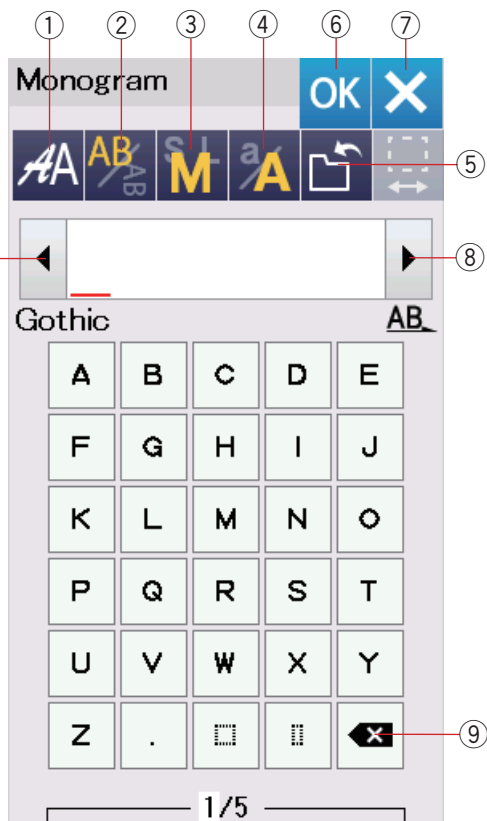 ① ② ③ ④ ⑥ ⑦
Monogram OK X
AA AB AB S M L a/A ⑤
⑧
Gothic AB
A B C D E
F G H I J
K L M N O
P Q R S T
U V W X Y
Z . ⑨
1/5